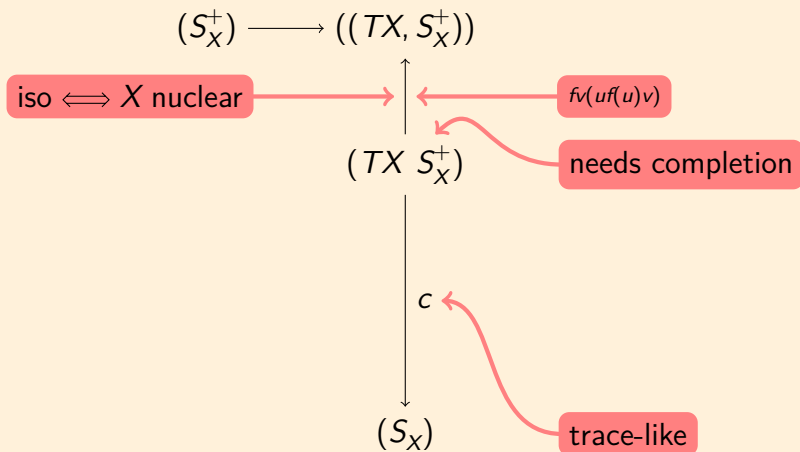 (S_X^+) ⟶ ((TX, S_X^+))
iso ⟺ X nuclear
fv(uf(u)v)
(TX S_X^+)
needs completion
c
(S_X)
trace-like